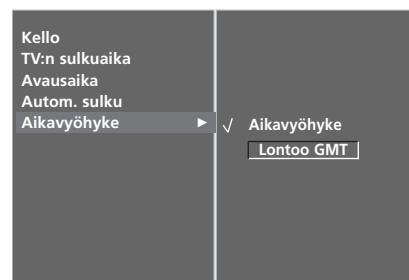 Kello
TV:n sulkuaika
Avausaika
Autom. sulku
Aikavyöhyke ► √ Aikavyöhyke
Lontoo GMT